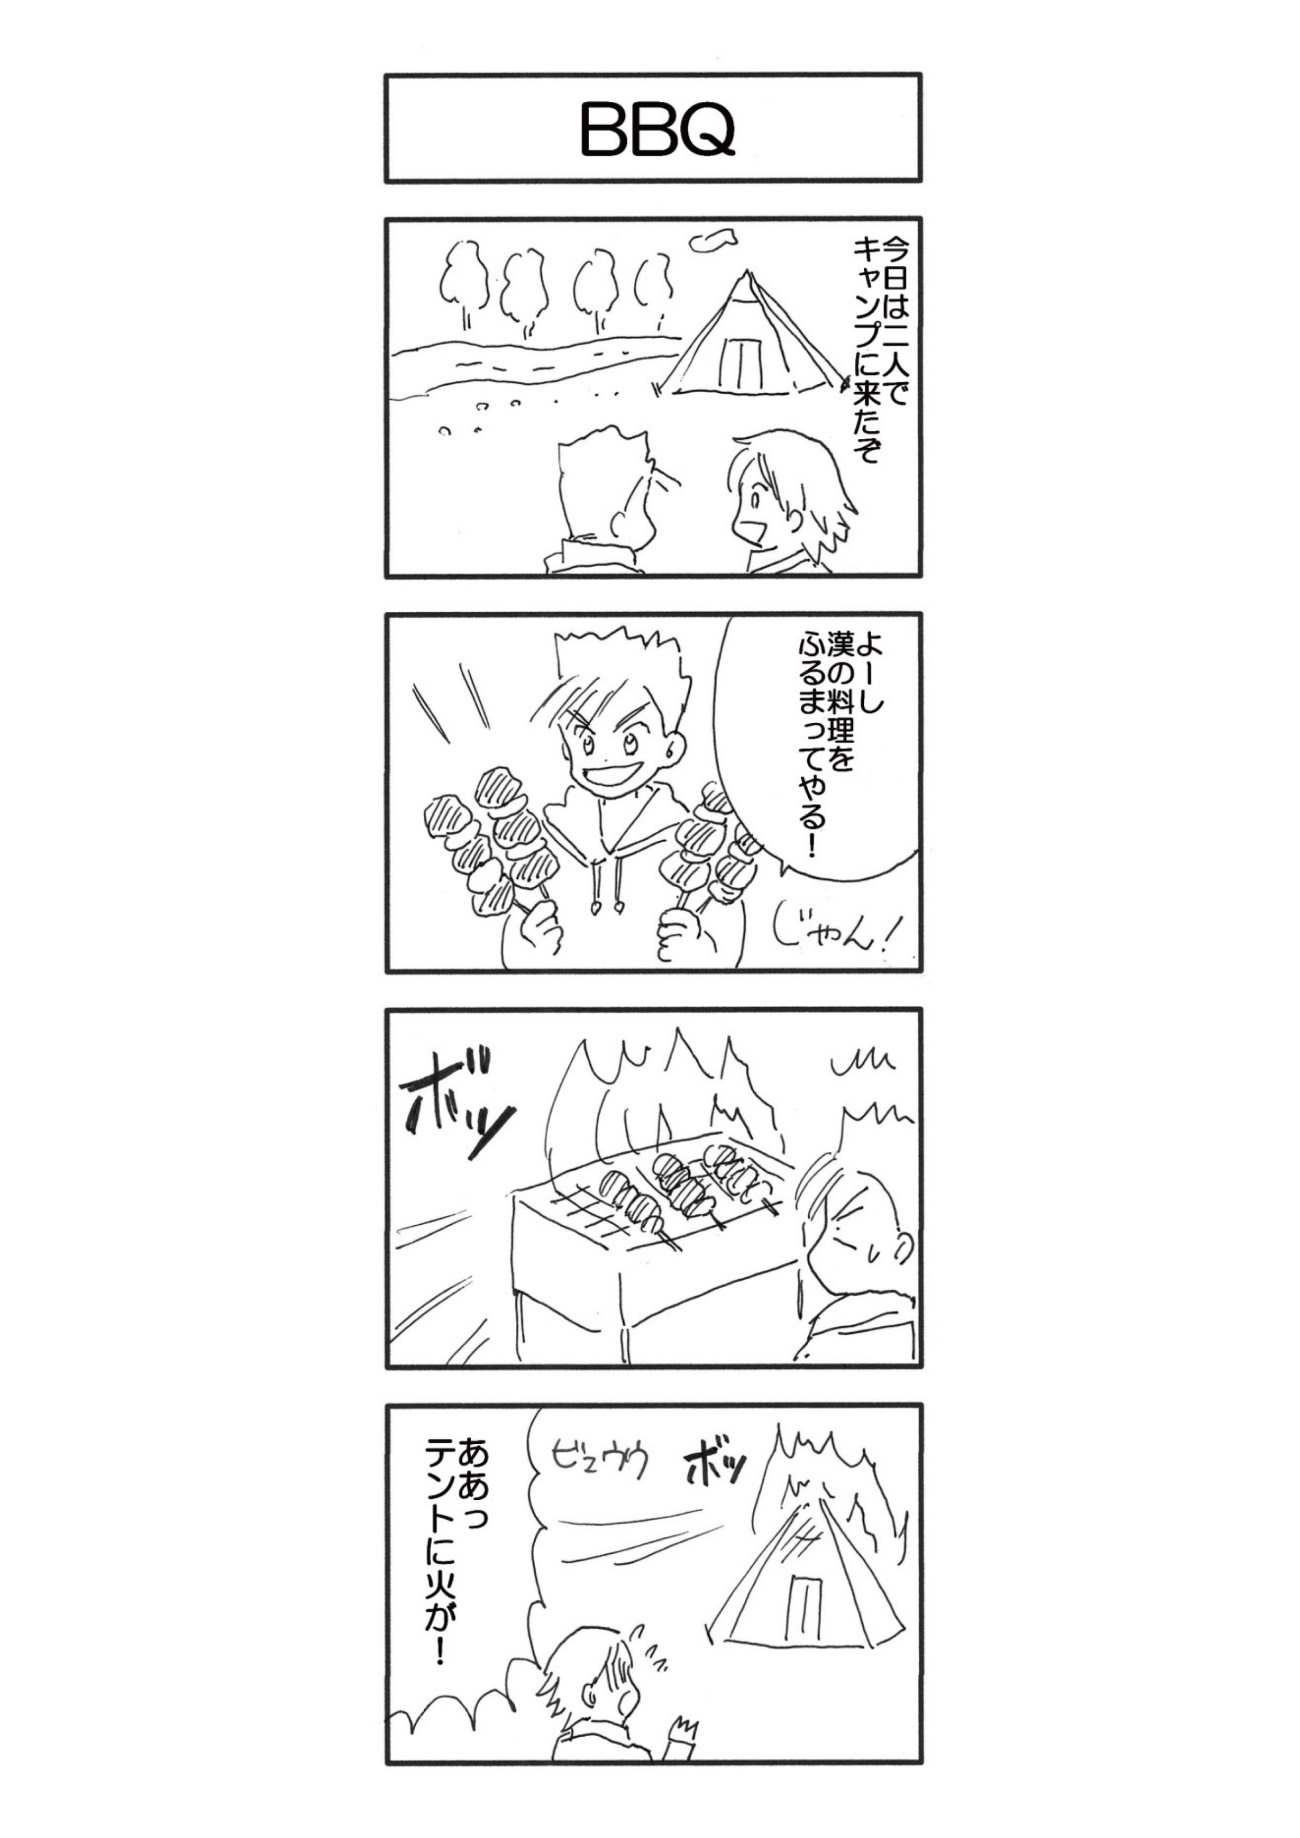 BBQ
今日は二人で
キャンプに来たぞ
よーし
漢の料理を
ふるまってやる！
じゃん！
ボッ
ああっ
テントに火が！
ビュウウ
ボッ